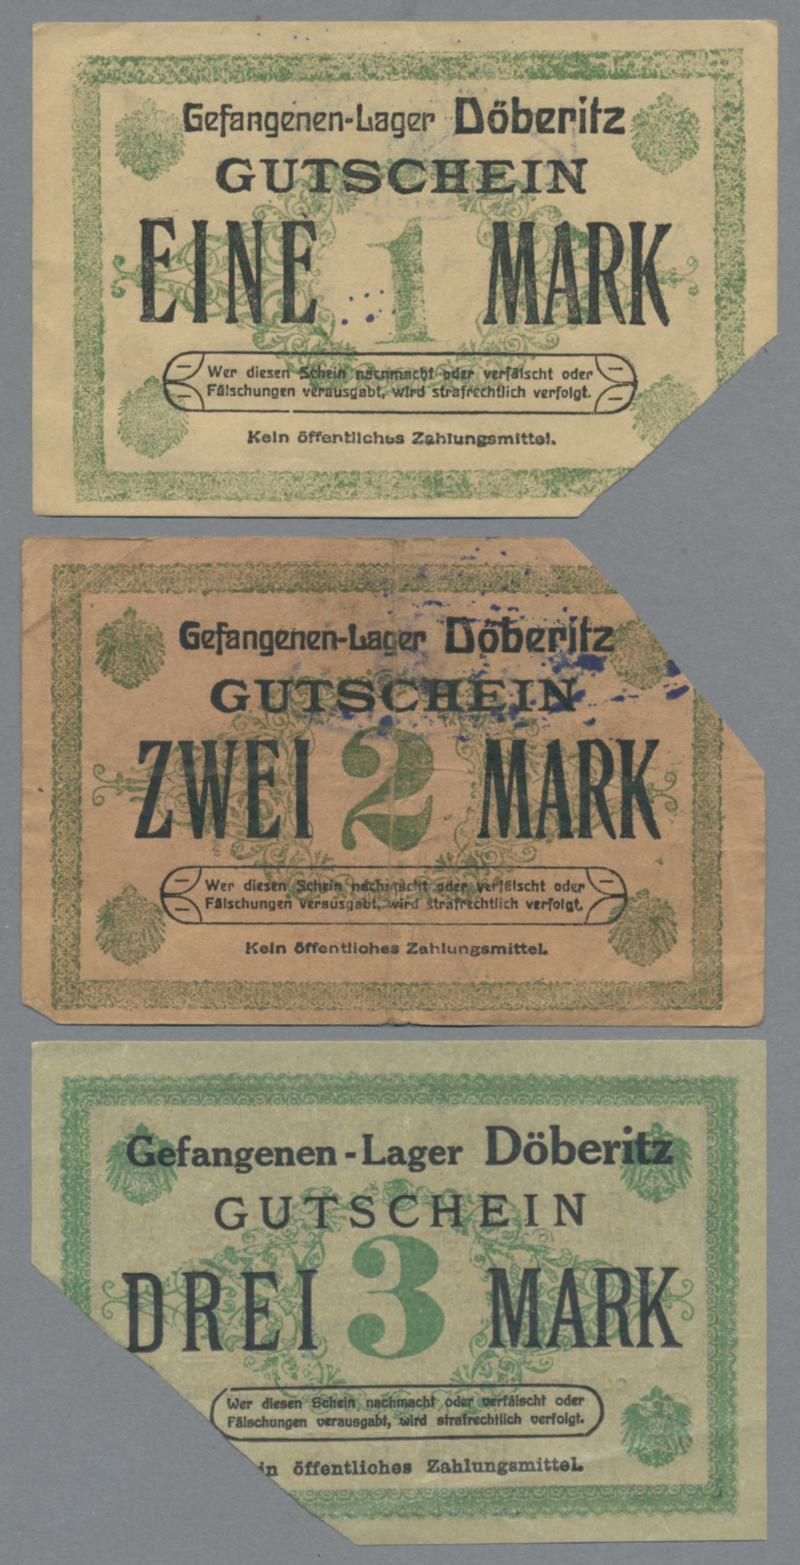 Gefangenen-Lager Döberitz
GUTSCHEIN
EINE 1 MARK
Wer diesen Schein nachmacht oder verfälscht oder
Fälschungen verausgabt, wird strafrechtlich verfolgt.
Kein öffentliches Zahlungsmittel.
Gefangenen-Lager Döberitz
GUTSCHEIN
ZWEI 2 MARK
Wer diesen Schein nachmacht oder verfälscht oder
Fälschungen verausgabt, wird strafrechtlich verfolgt.
Kein öffentliches Zahlungsmittel.
Gefangenen-Lager Döberitz
GUTSCHEIN
DREI 3 MARK
Wer diesen Schein nachmacht oder verfälscht oder
Fälschungen verausgabt, wird strafrechtlich verfolgt.
in öffentliches Zahlungsmittel.